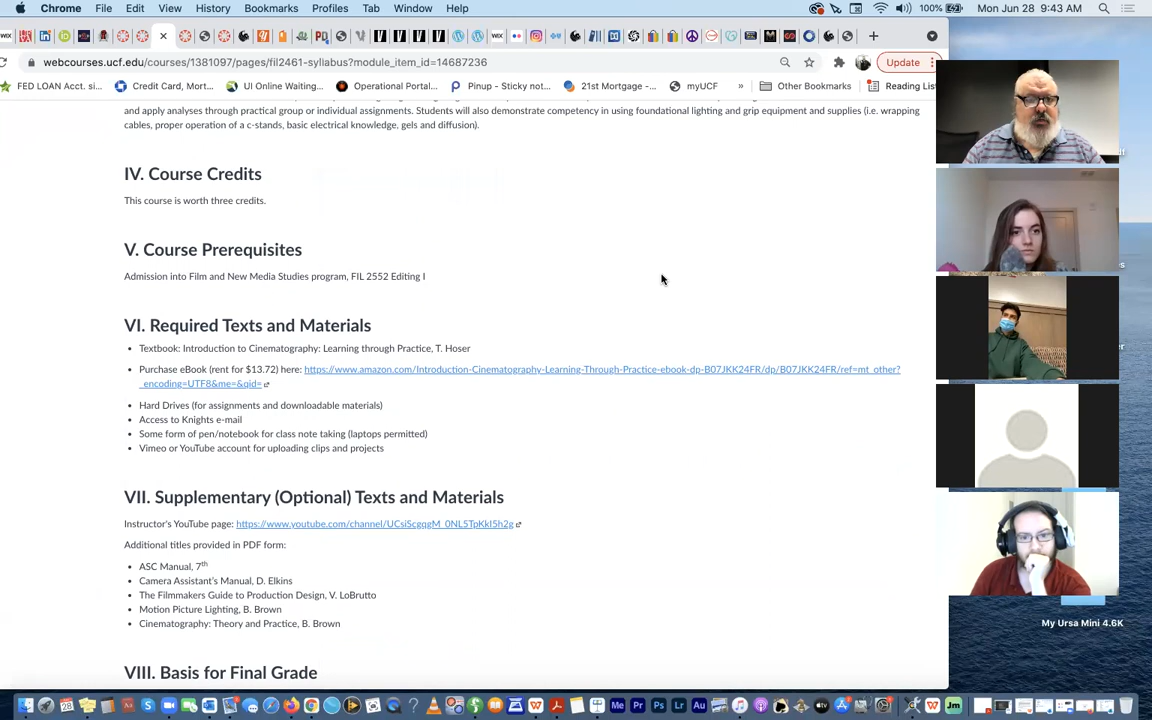 Chrome File Edit View History Bookmarks Profiles Tab Window Help 100% Mon Jun 28 9:43 AM
webcourses.ucf.edu/courses/1381097/pages/fil2461-syllabus?module_item_id=14687236 Update
FED LOAN Acct. si... Credit Card, Mort... UI Online Waiting... Operational Portal... Pinup - Sticky not... 21st Mortgage -... myUCF » Other Bookmarks Reading List
and apply analyses through practical group or individual assignments. Students will also demonstrate competency in using foundational lighting and grip equipment and supplies (i.e. wrapping
cables, proper operation of a c-stands, basic electrical knowledge, gels and diffusion).
IV. Course Credits
This course is worth three credits.
V. Course Prerequisites
Admission into Film and New Media Studies program, FIL 2552 Editing I
VI. Required Texts and Materials
• Textbook: Introduction to Cinematography: Learning through Practice, T. Hoser
• Purchase eBook (rent for $13.72) here: https://www.amazon.com/Introduction-Cinematography-Learning-Through-Practice-ebook-dp-B07JKK24FR/dp/B07JKK24FR/ref=mt_other?
_encoding=UTF8&me=&qid=
• Hard Drives (for assignments and downloadable materials)
• Access to Knights e-mail
• Some form of pen/notebook for class note taking (laptops permitted)
• Vimeo or YouTube account for uploading clips and projects
VII. Supplementary (Optional) Texts and Materials
Instructor's YouTube page: https://www.youtube.com/channel/UCsiScgqgM_0NL5TpKkI5h2g
Additional titles provided in PDF form:
• ASC Manual, 7th
• Camera Assistant's Manual, D. Elkins
• The Filmmakers Guide to Production Design, V. LoBrutto
• Motion Picture Lighting, B. Brown
• Cinematography: Theory and Practice, B. Brown
My Ursa Mini 4.6K
VIII. Basis for Final Grade